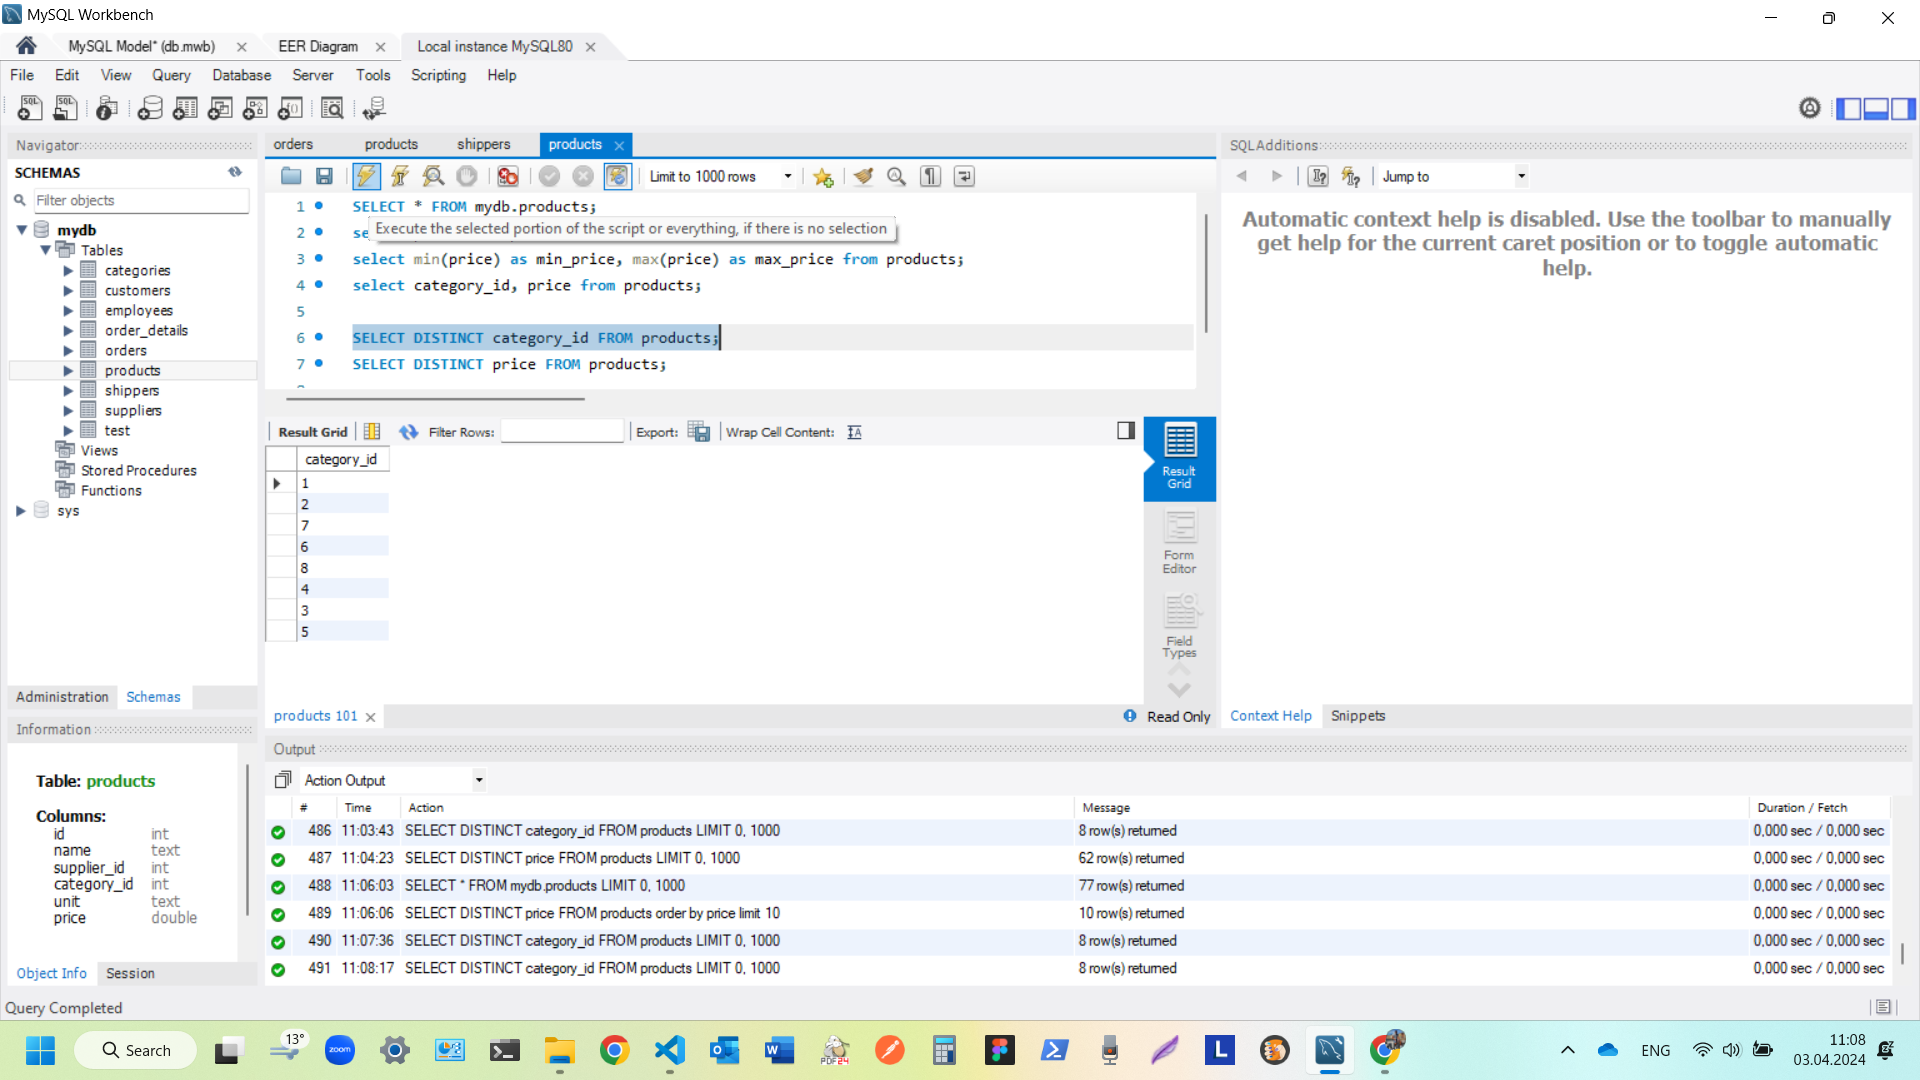 MySQL Workbench
MySQL Model* (db.mwb)
EER Diagram
Local instance MySQL80
File Edit View Query Database Server Tools Scripting Help
Navigator
SCHEMAS
Filter objects
mydb
Tables
categories
customers
employees
order_details
orders
products
shippers
suppliers
test
Views
Stored Procedures
Functions
sys
Administration Schemas
Information
Table: products
Columns:
id int
name text
supplier_id int
category_id int
unit text
price double
Object Info Session
Query Completed
orders products shippers products
Limit to 1000 rows
1 SELECT * FROM mydb.products;
2 se
Execute the selected portion of the script or everything, if there is no selection
3 select min(price) as min_price, max(price) as max_price from products;
4 select category_id, price from products;
5
6 SELECT DISTINCT category_id FROM products;
7 SELECT DISTINCT price FROM products;
Result Grid Filter Rows: Export: Wrap Cell Content:
category_id
1
2
7
6
8
4
3
5
Result
Grid
Form
Editor
Field
Types
products 101
Read Only
SQLAdditions
Jump to
Automatic context help is disabled. Use the toolbar to manually
get help for the current caret position or to toggle automatic
help.
Context Help Snippets
Output
Action Output
# Time Action Message Duration / Fetch
486 11:03:43 SELECT DISTINCT category_id FROM products LIMIT 0, 1000 8 row(s) returned 0,000 sec / 0,000 sec
487 11:04:23 SELECT DISTINCT price FROM products LIMIT 0, 1000 62 row(s) returned 0,000 sec / 0,000 sec
488 11:06:03 SELECT * FROM mydb.products LIMIT 0, 1000 77 row(s) returned 0,000 sec / 0,000 sec
489 11:06:06 SELECT DISTINCT price FROM products order by price limit 10 10 row(s) returned 0,000 sec / 0,000 sec
490 11:07:36 SELECT DISTINCT category_id FROM products LIMIT 0, 1000 8 row(s) returned 0,000 sec / 0,000 sec
491 11:08:17 SELECT DISTINCT category_id FROM products LIMIT 0, 1000 8 row(s) returned 0,000 sec / 0,000 sec
Search
13°
zoom
PDF24
L
ENG
11:08
03.04.2024